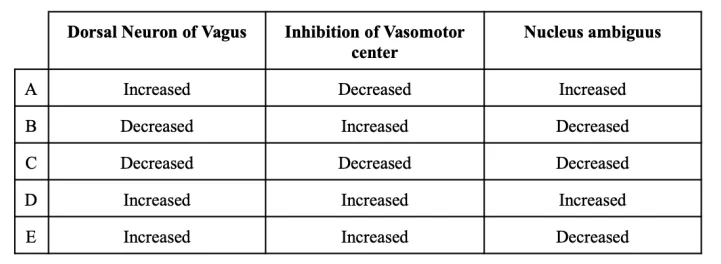 Dorsal Neuron of Vagus Inhibition of Vasomotor center Nucleus ambiguus
A Increased Decreased Increased
B Decreased Increased Decreased
C Decreased Decreased Decreased
D Increased Increased Increased
E Increased Increased Decreased